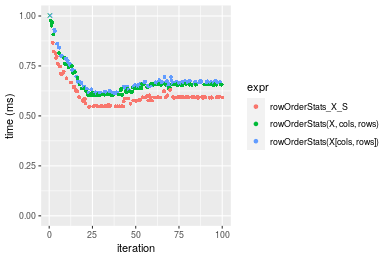 1.00
0.75
0.50
0.25
0.00
time (ms)
0
25
50
75
100
iteration
expr
rowOrderStats_X_S
rowOrderStats(X, cols, rows)
rowOrderStats(X[cols, rows])